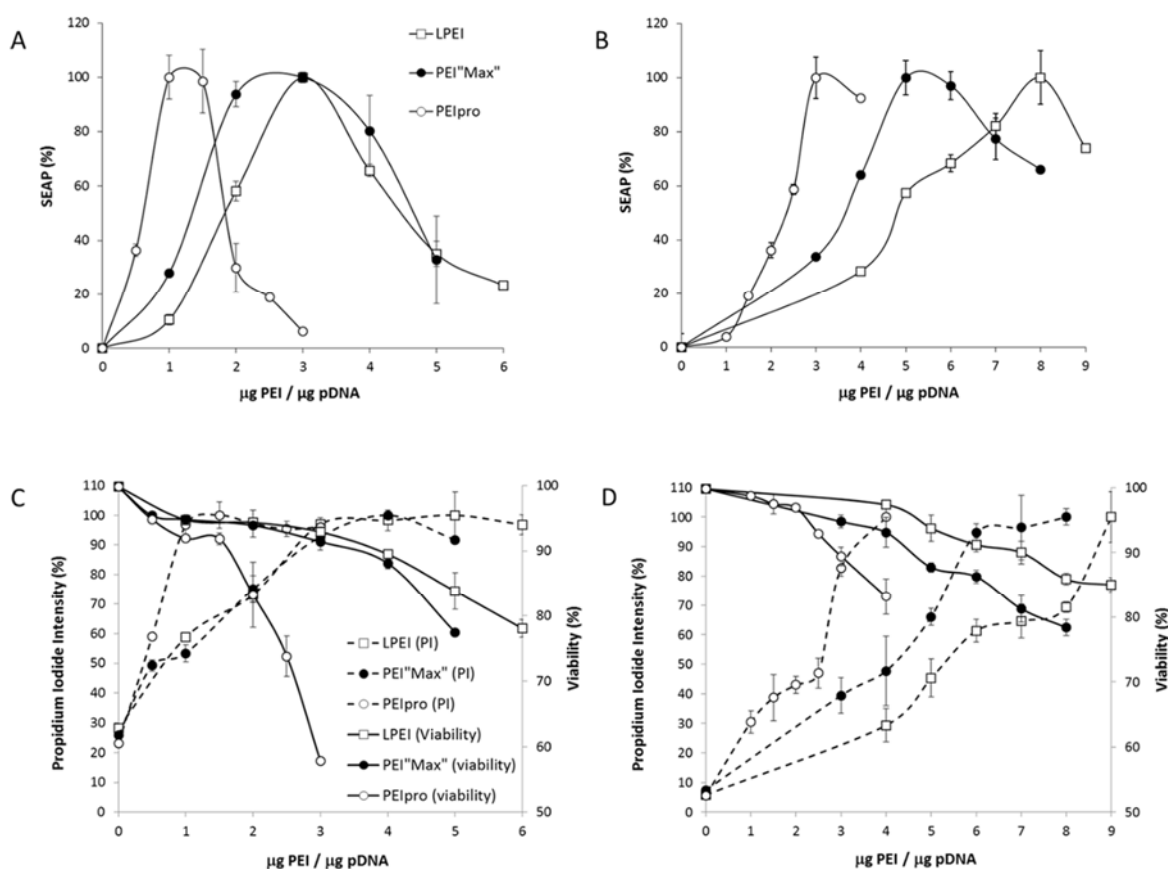 A
120
100
80
60
40
20
0
SEAP (%)
0 1 2 3 4 5 6
µg PEI / µg pDNA
LPEI
PEI"Max"
PEIpro
B
120
100
80
60
40
20
0
SEAP (%)
0 1 2 3 4 5 6 7 8 9
µg PEI / µg pDNA
C
110
100
90
80
70
60
50
40
30
20
10
0
Propidium Iodide Intensity (%)
LPEI (PI)
PEI"Max" (PI)
PEIpro (PI)
LPEI (Viability)
PEI"Max" (viability)
PEIpro (viability)
100
90
80
70
60
50
Viability (%)
0 1 2 3 4 5 6
µg PEI / µg pDNA
D
110
100
90
80
70
60
50
40
30
20
10
0
Propidium Iodide Intensity (%)
100
90
80
70
60
50
Viability (%)
0 1 2 3 4 5 6 7 8 9
µg PEI / µg pDNA